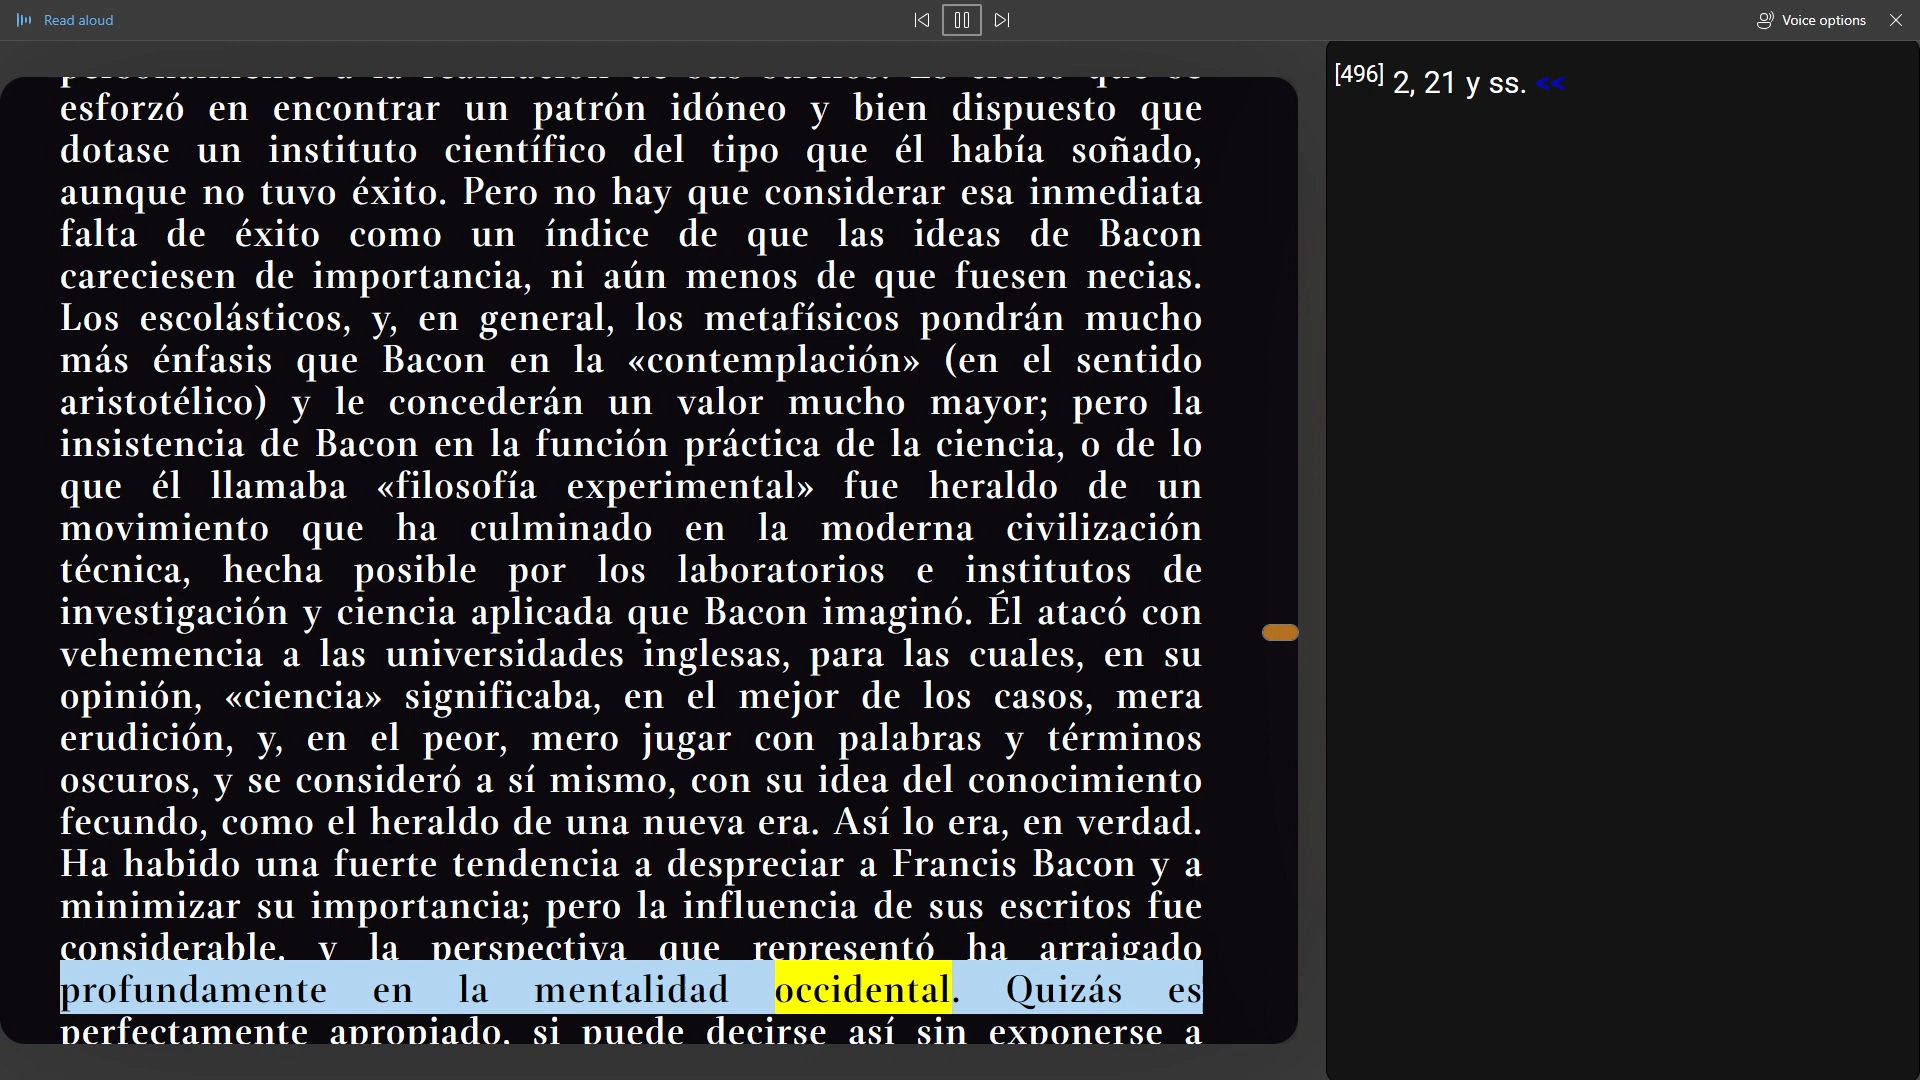 Read aloud
Voice options
esforzó en encontrar un patrón idóneo y bien dispuesto que
dotase un instituto científico del tipo que él había soñado,
aunque no tuvo éxito. Pero no hay que considerar esa inmediata
falta de éxito como un índice de que las ideas de Bacon
careciesen de importancia, ni aún menos de que fuesen necias.
Los escolásticos, y, en general, los metafísicos pondrán mucho
más énfasis que Bacon en la «contemplación» (en el sentido
aristotélico) y le concederán un valor mucho mayor; pero la
insistencia de Bacon en la función práctica de la ciencia, o de lo
que él llamaba «filosofía experimental» fue heraldo de un
movimiento que ha culminado en la moderna civilización
técnica, hecha posible por los laboratorios e institutos de
investigación y ciencia aplicada que Bacon imaginó. Él atacó con
vehemencia a las universidades inglesas, para las cuales, en su
opinión, «ciencia» significaba, en el mejor de los casos, mera
erudición, y, en el peor, mero jugar con palabras y términos
oscuros, y se consideró a sí mismo, con su idea del conocimiento
fecundo, como el heraldo de una nueva era. Así lo era, en verdad.
Ha habido una fuerte tendencia a despreciar a Francis Bacon y a
minimizar su importancia; pero la influencia de sus escritos fue
considerable, y la perspectiva que representó ha arraigado
profundamente en la mentalidad occidental. Quizás es
perfectamente apropiado, si puede decirse así sin exponerse a
[496] 2, 21 y ss. <<